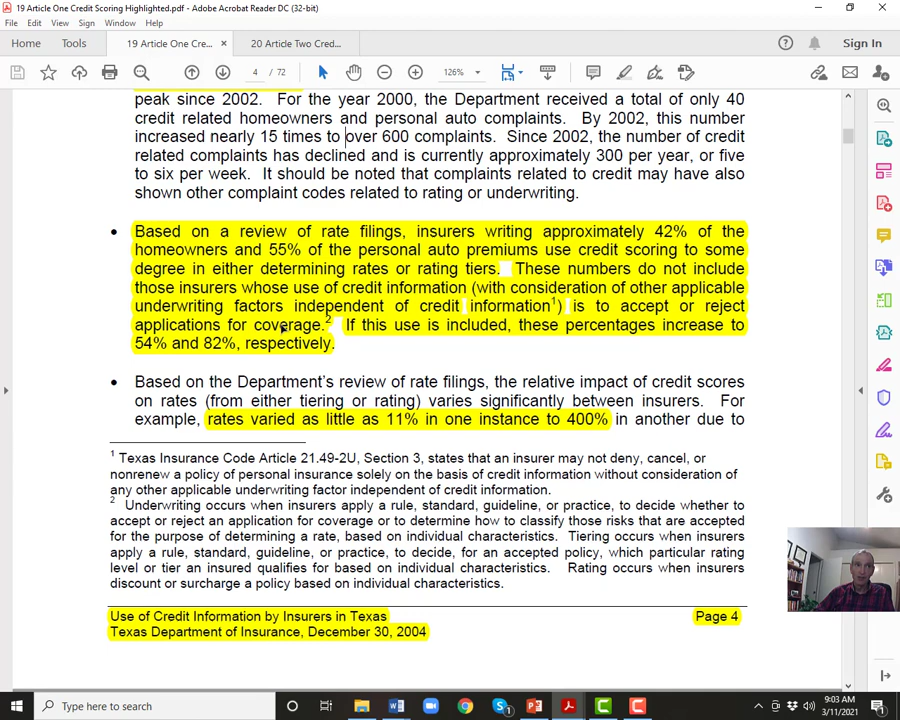 19 Article One Credit Scoring Highlighted.pdf - Adobe Acrobat Reader DC (32-bit)
File Edit View Sign Window Help
Home Tools 19 Article One Cre... × 20 Article Two Cred... Sign In
4 / 72 126%
peak since 2002. For the year 2000, the Department received a total of only 40
credit related homeowners and personal auto complaints. By 2002, this number
increased nearly 15 times to over 600 complaints. Since 2002, the number of credit
related complaints has declined and is currently approximately 300 per year, or five
to six per week. It should be noted that complaints related to credit may have also
shown other complaint codes related to rating or underwriting.
• Based on a review of rate filings, insurers writing approximately 42% of the
homeowners and 55% of the personal auto premiums use credit scoring to some
degree in either determining rates or rating tiers. These numbers do not include
those insurers whose use of credit information (with consideration of other applicable
underwriting factors independent of credit information¹) is to accept or reject
applications for coverage.² If this use is included, these percentages increase to
54% and 82%, respectively.
• Based on the Department's review of rate filings, the relative impact of credit scores
on rates (from either tiering or rating) varies significantly between insurers. For
example, rates varied as little as 11% in one instance to 400% in another due to
¹ Texas Insurance Code Article 21.49-2U, Section 3, states that an insurer may not deny, cancel, or
nonrenew a policy of personal insurance solely on the basis of credit information without consideration of
any other applicable underwriting factor independent of credit information.
² Underwriting occurs when insurers apply a rule, standard, guideline, or practice, to decide whether to
accept or reject an application for coverage or to determine how to classify those risks that are accepted
for the purpose of determining a rate, based on individual characteristics. Tiering occurs when insurers
apply a rule, standard, guideline, or practice, to decide, for an accepted policy, which particular rating
level or tier an insured qualifies for based on individual characteristics. Rating occurs when insurers
discount or surcharge a policy based on individual characteristics.
Use of Credit Information by Insurers in Texas Page 4
Texas Department of Insurance, December 30, 2004
Type here to search
9:03 AM
3/11/2021